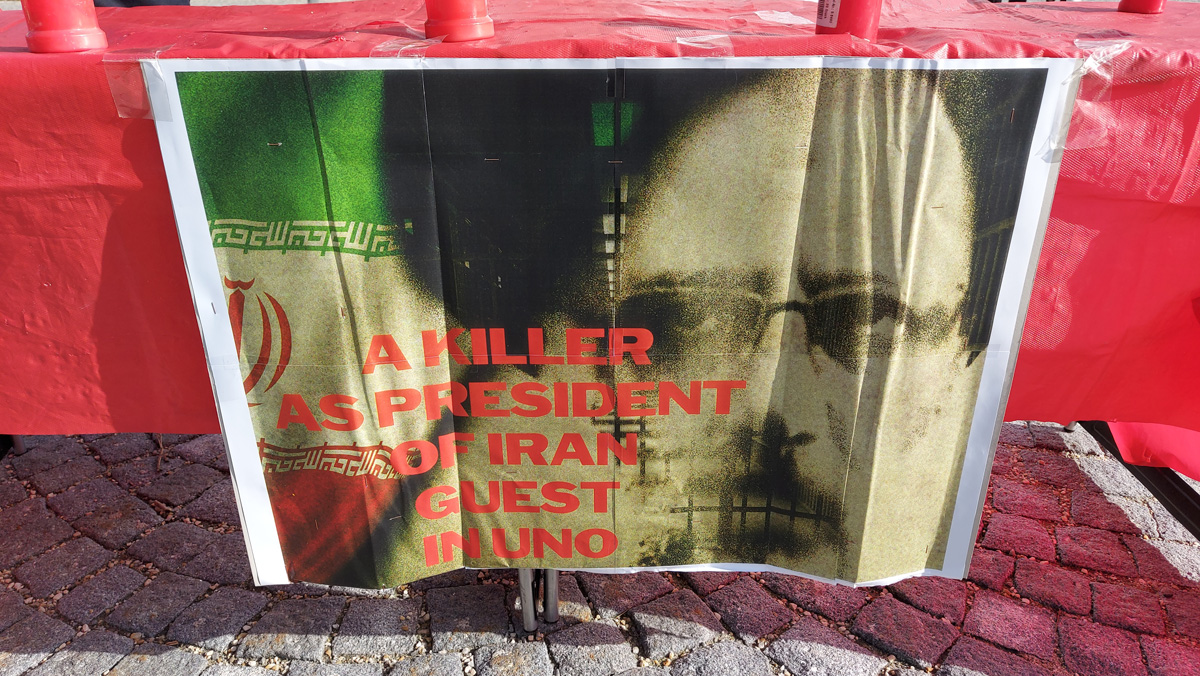 A KILLER
AS PRESIDENT
OF IRAN
GUEST
IN UNO